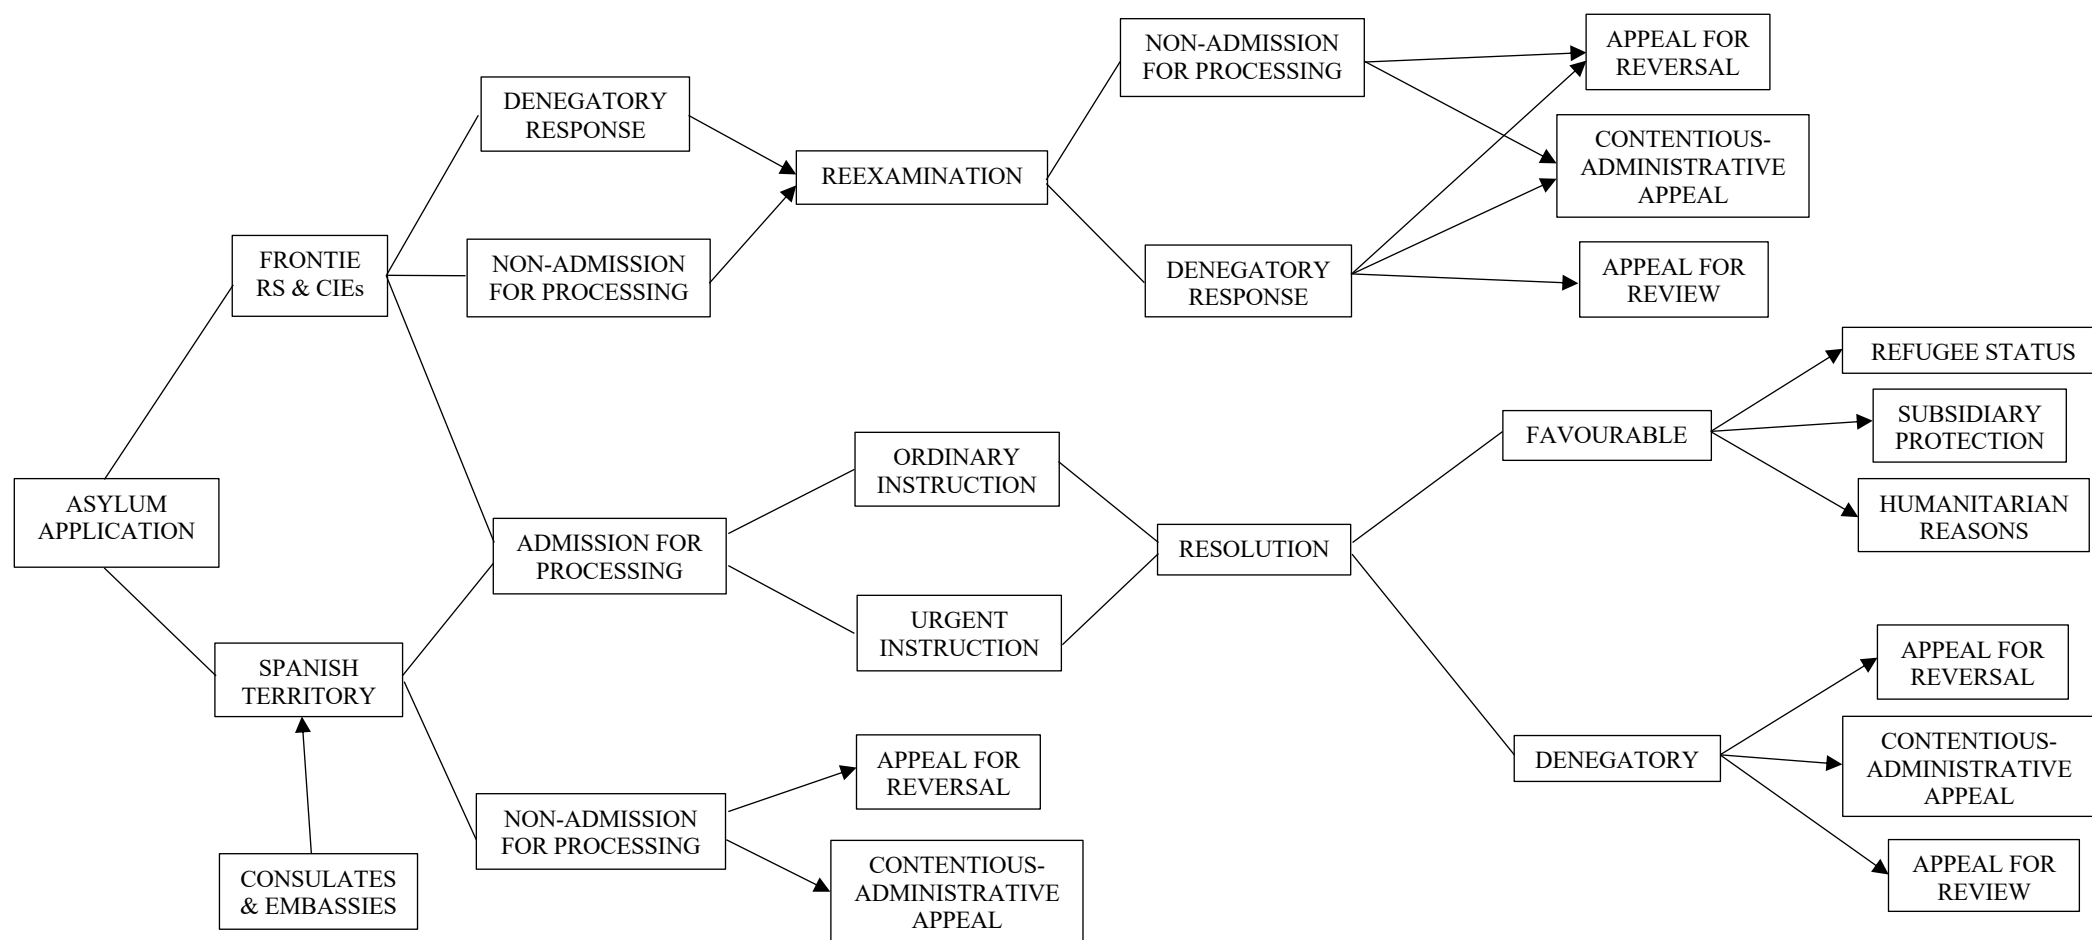 NON-ADMISSION
FOR PROCESSING
APPEAL FOR
REVERSAL
DENEGATORY
RESPONSE
CONTENTIOUS-
ADMINISTRATIVE
APPEAL
REEXAMINATION
FRONTIE
RS & CIEs
NON-ADMISSION
FOR PROCESSING
DENEGATORY
RESPONSE
APPEAL FOR
REVIEW
REFUGEE STATUS
SUBSIDIARY
PROTECTION
FAVOURABLE
ORDINARY
INSTRUCTION
HUMANITARIAN
REASONS
ASYLUM
APPLICATION
ADMISSION FOR
PROCESSING
RESOLUTION
URGENT
INSTRUCTION
SPANISH
TERRITORY
APPEAL FOR
REVERSAL
APPEAL FOR
REVERSAL
DENEGATORY
CONTENTIOUS-
ADMINISTRATIVE
APPEAL
NON-ADMISSION
FOR PROCESSING
CONSULATES
& EMBASSIES
CONTENTIOUS-
ADMINISTRATIVE
APPEAL
APPEAL FOR
REVIEW